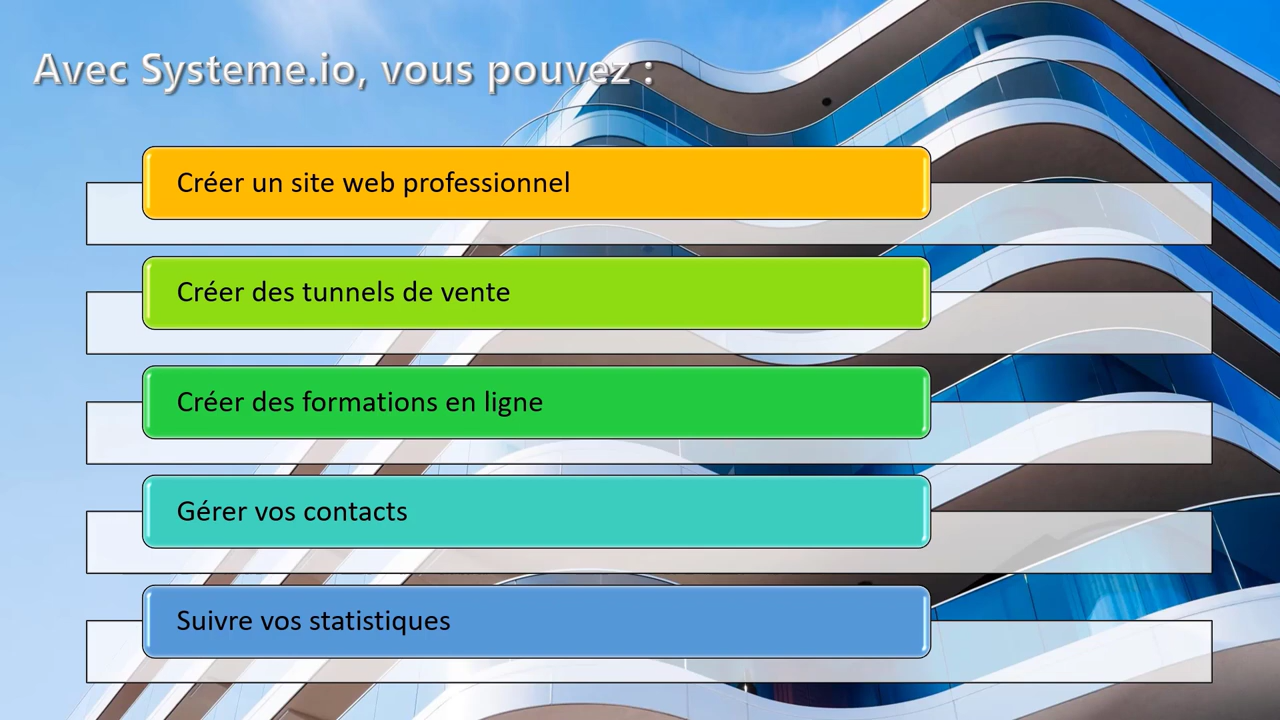 Avec Systeme.io, vous pouvez :
Créer un site web professionnel
Créer des tunnels de vente
Créer des formations en ligne
Gérer vos contacts
Suivre vos statistiques